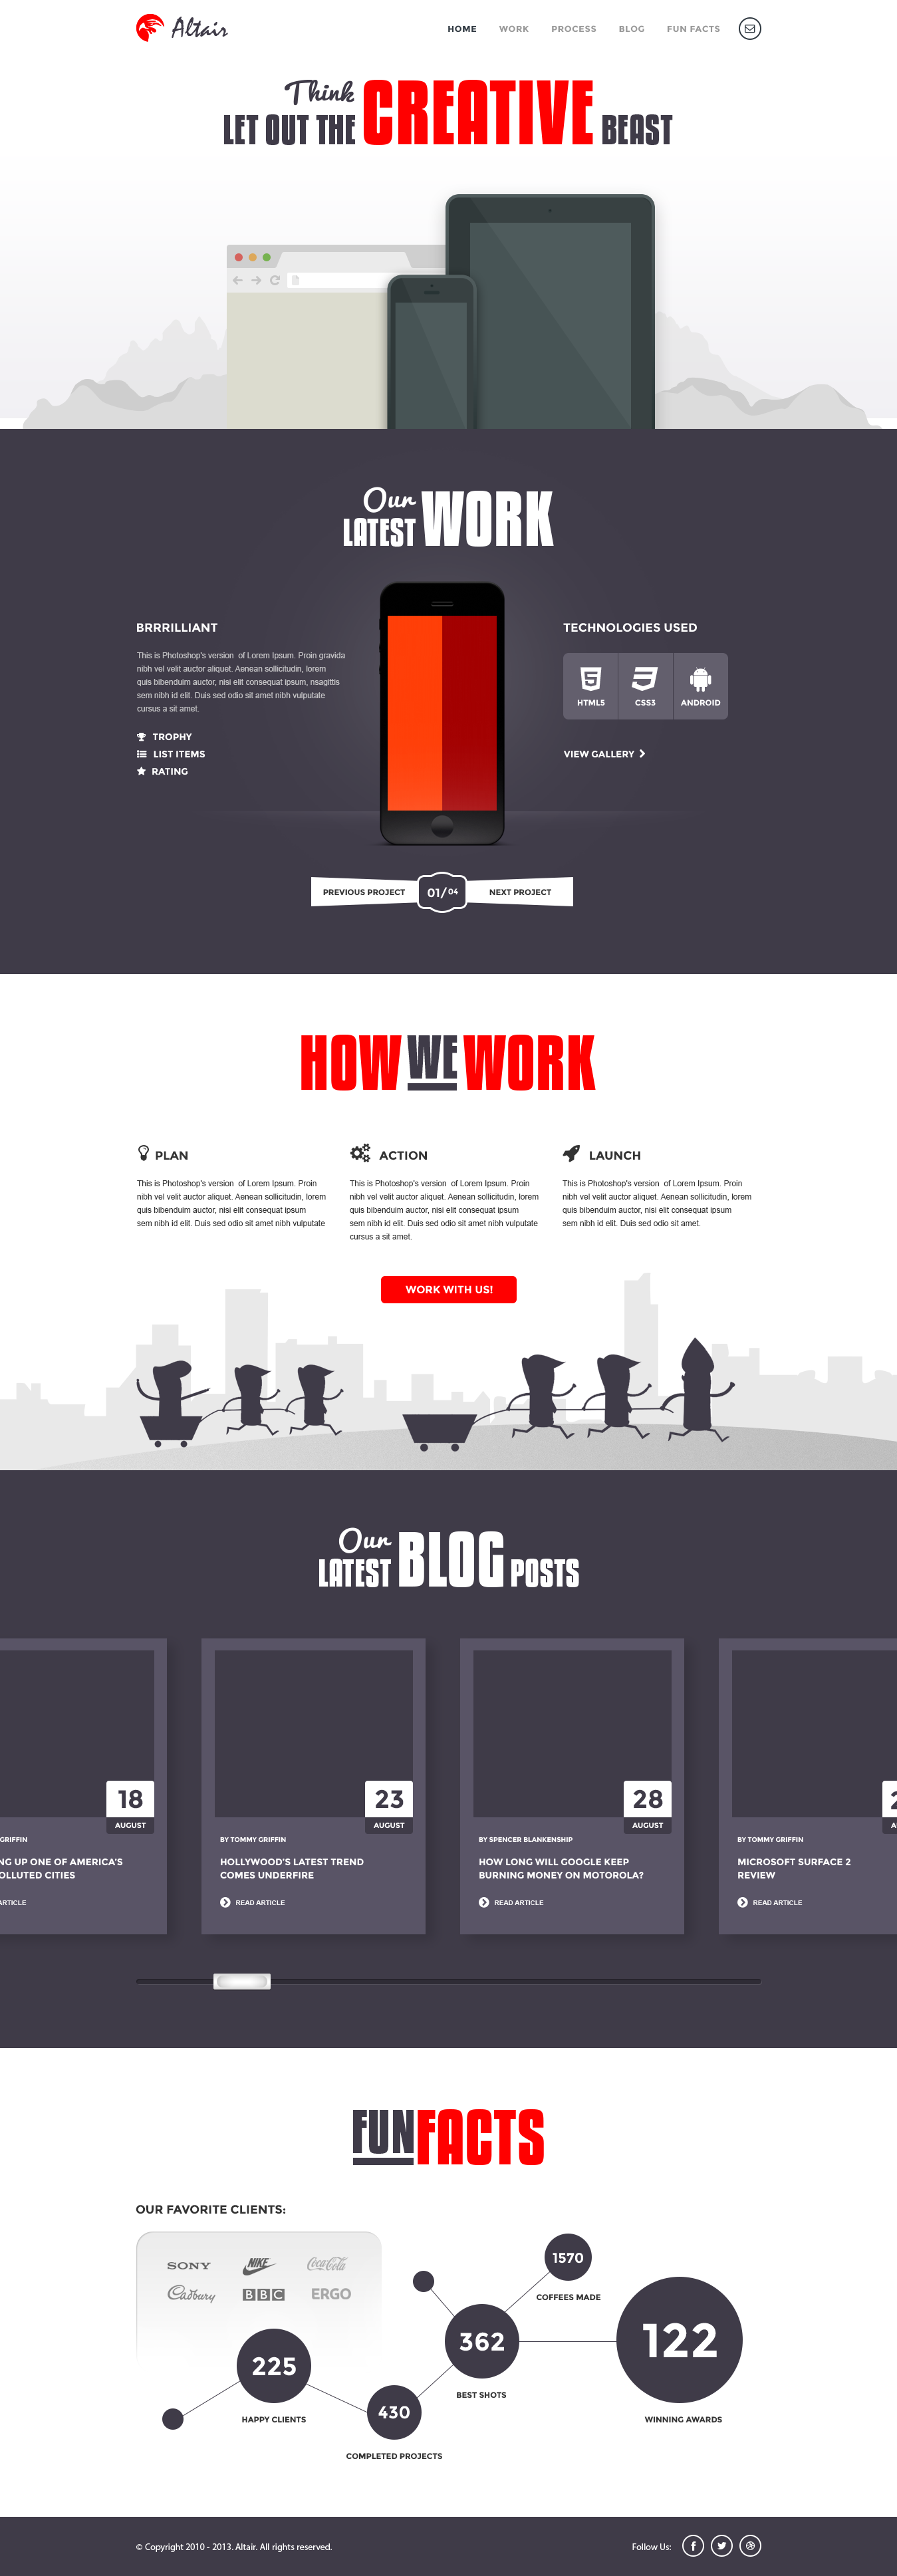 Altair
HOME WORK PROCESS BLOG FUN FACTS
Think
LET OUT THE CREATIVE BEAST
Our
LATEST WORK
BRRRILLIANT
This is Photoshop's version of Lorem Ipsum. Proin gravida
nibh vel velit auctor aliquet. Aenean sollicitudin, lorem
quis bibendum auctor, nisi elit consequat ipsum, nsagittis
sem nibh id elit. Duis sed odio sit amet nibh vulputate
cursus a sit amet.
TROPHY
LIST ITEMS
RATING
TECHNOLOGIES USED
HTML5 CSS3 ANDROID
VIEW GALLERY
PREVIOUS PROJECT 01/04 NEXT PROJECT
HOW WE WORK
PLAN
This is Photoshop's version of Lorem Ipsum. Proin
nibh vel velit auctor aliquet. Aenean sollicitudin, lorem
quis bibenduim auctor, nisi elit consequat ipsum
sem nibh id elit. Duis sed odio sit amet nibh vulputate
ACTION
This is Photoshop's version of Lorem Ipsum. Proin
nibh vel velit auctor aliquet. Aenean sollicitudin, lorem
quis bibenduim auctor, nisi elit consequat ipsum
sem nibh id elit. Duis sed odio sit amet nibh vulputate
cursus a sit amet.
LAUNCH
This is Photoshop's version of Lorem Ipsum. Proin
nibh vel velit auctor aliquet. Aenean sollicitudin, lorem
quis bibenduim auctor, nisi elit consequat ipsum
sem nibh id elit. Duis sed odio sit amet.
WORK WITH US!
Our
LATEST BLOG POSTS
18
AUGUST
GRIFFIN
NG UP ONE OF AMERICA'S
OLLUTED CITIES
ARTICLE
23
AUGUST
BY TOMMY GRIFFIN
HOLLYWOOD'S LATEST TREND
COMES UNDERFIRE
READ ARTICLE
28
AUGUST
BY SPENCER BLANKENSHIP
HOW LONG WILL GOOGLE KEEP
BURNING MONEY ON MOTOROLA?
READ ARTICLE
2
A
BY TOMMY GRIFFIN
MICROSOFT SURFACE 2
REVIEW
READ ARTICLE
FUN FACTS
OUR FAVORITE CLIENTS:
SONY NIKE Coca-Cola
Cadbury BBC ERGO
1570
COFFEES MADE
122
WINNING AWARDS
362
BEST SHOTS
225
HAPPY CLIENTS
430
COMPLETED PROJECTS
© Copyright 2010 - 2013. Altair. All rights reserved.
Follow Us: